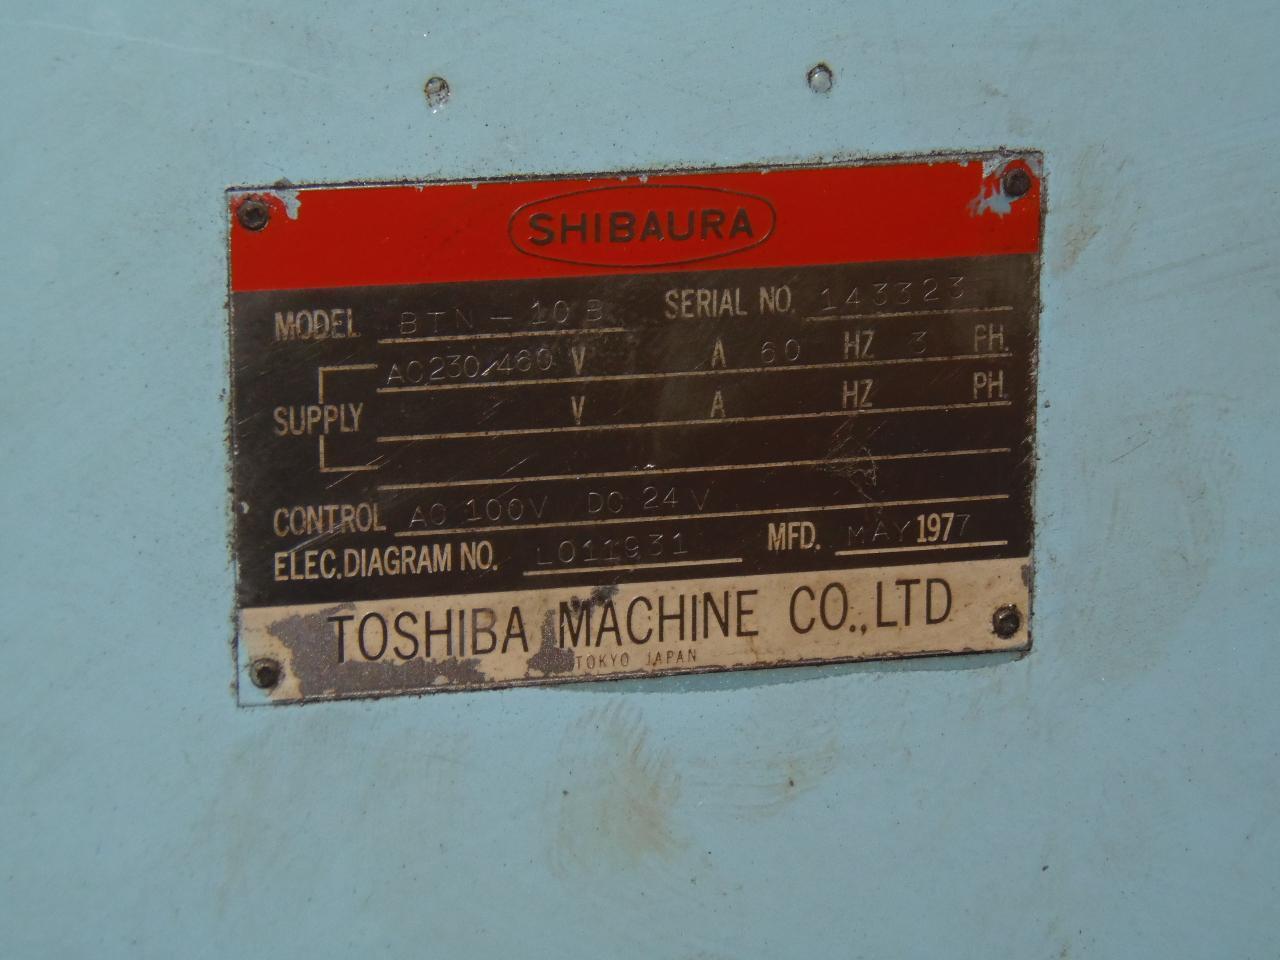 SHIBAURA
MODEL BTN-10B SERIAL NO. 143323
AC230/460 V A 60 HZ 3 PH.
SUPPLY V A HZ PH.
CONTROL AC 100V DC 24V
ELEC.DIAGRAM NO. L011931 MFD. MAY 1977
TOSHIBA MACHINE CO.,LTD
TOKYO JAPAN